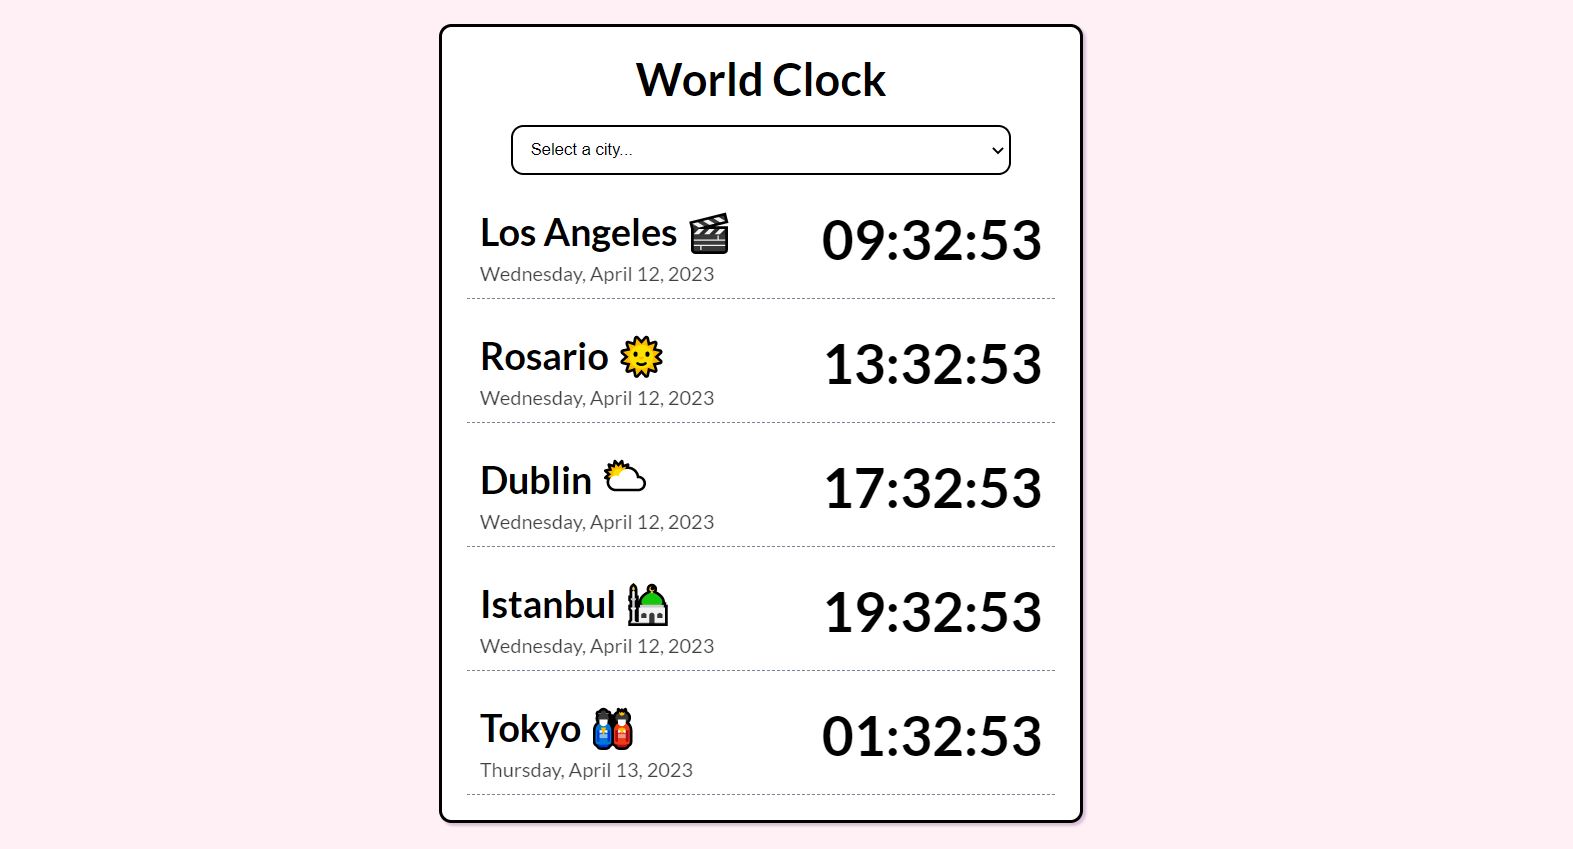 World Clock
Select a city...
Los Angeles 🎬 09:32:53
Wednesday, April 12, 2023
Rosario 🌞 13:32:53
Wednesday, April 12, 2023
Dublin 🌥 17:32:53
Wednesday, April 12, 2023
Istanbul 🕌 19:32:53
Wednesday, April 12, 2023
Tokyo 🎎 01:32:53
Thursday, April 13, 2023